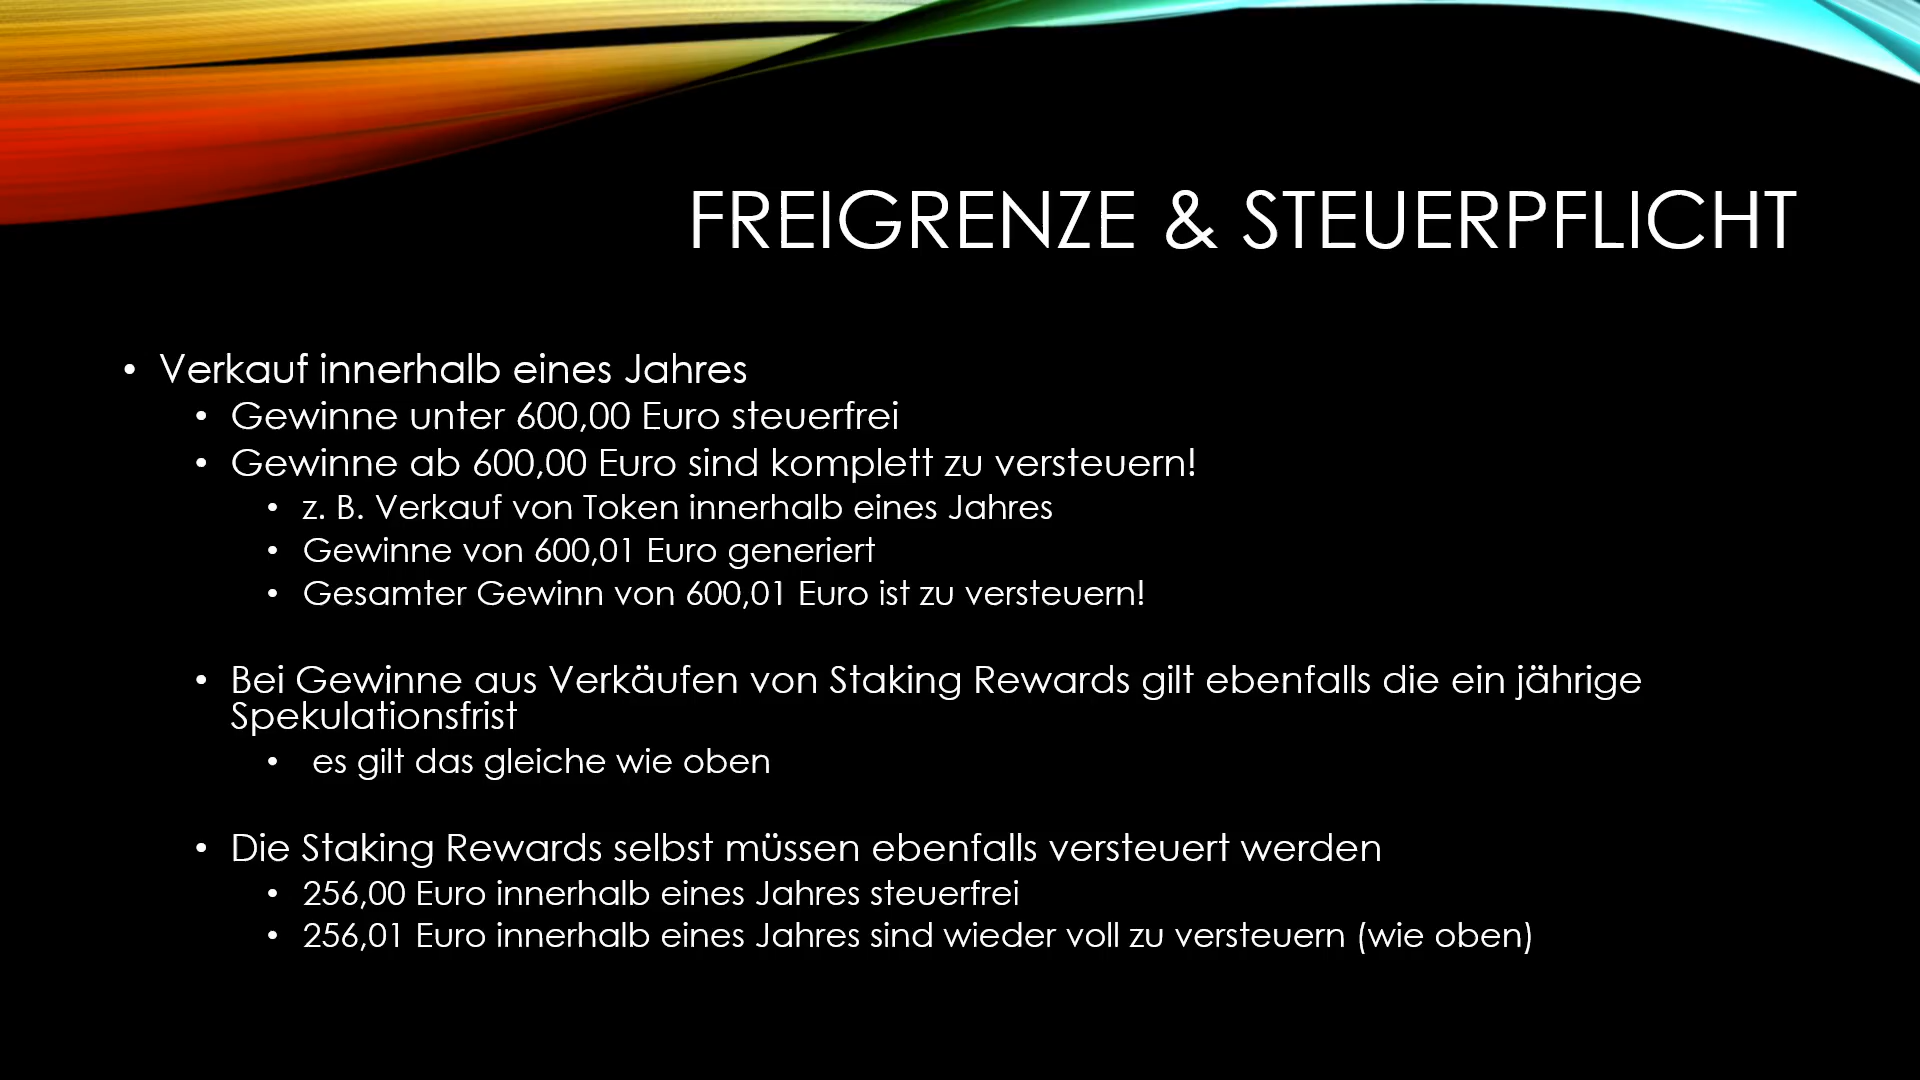 FREIGRENZE & STEUERPFLICHT
• Verkauf innerhalb eines Jahres
• Gewinne unter 600,00 Euro steuerfrei
• Gewinne ab 600,00 Euro sind komplett zu versteuern!
• z. B. Verkauf von Token innerhalb eines Jahres
• Gewinne von 600,01 Euro generiert
• Gesamter Gewinn von 600,01 Euro ist zu versteuern!
• Bei Gewinne aus Verkäufen von Staking Rewards gilt ebenfalls die ein jährige
Spekulationsfrist
• es gilt das gleiche wie oben
• Die Staking Rewards selbst müssen ebenfalls versteuert werden
• 256,00 Euro innerhalb eines Jahres steuerfrei
• 256,01 Euro innerhalb eines Jahres sind wieder voll zu versteuern (wie oben)